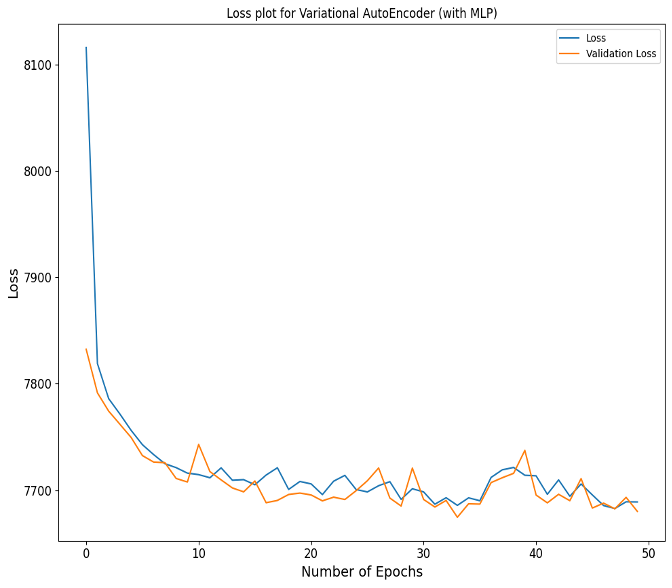 Loss plot for Variational AutoEncoder (with MLP)
Loss
Validation Loss
8100
8000
7900
7800
7700
Loss
0 10 20 30 40 50
Number of Epochs